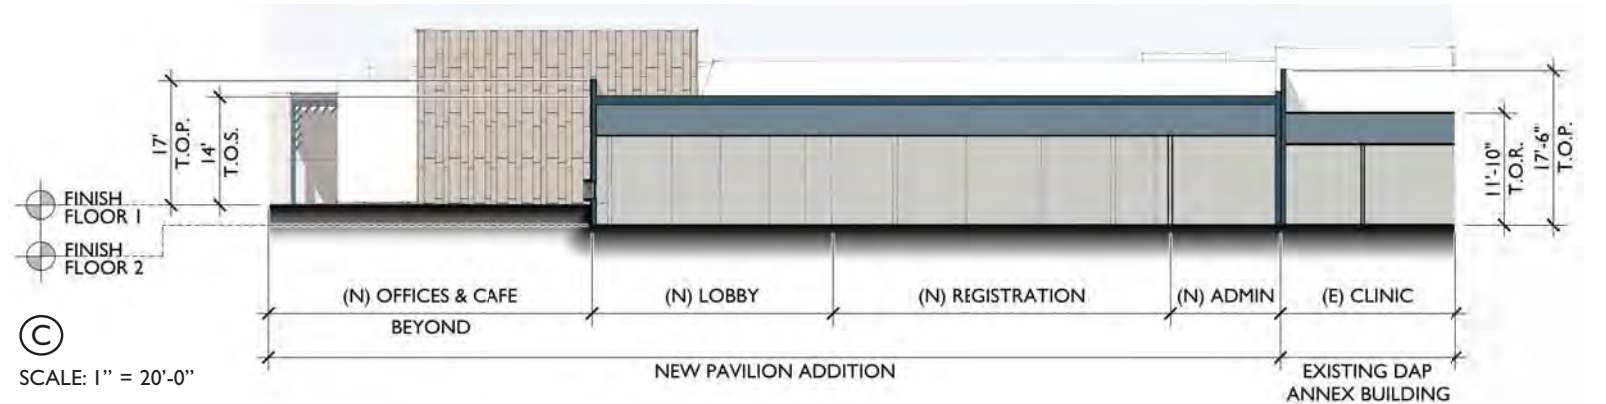 17'
T.O.P.
14'
T.O.S.
FINISH
FLOOR 1
FINISH
FLOOR 2
11'-10"
T.O.R.
17'-6"
T.O.P.
(N) OFFICES & CAFE
BEYOND
(N) LOBBY
(N) REGISTRATION
(N) ADMIN
(E) CLINIC
NEW PAVILION ADDITION
EXISTING DAP
ANNEX BUILDING
C
SCALE: 1” = 20’-0”